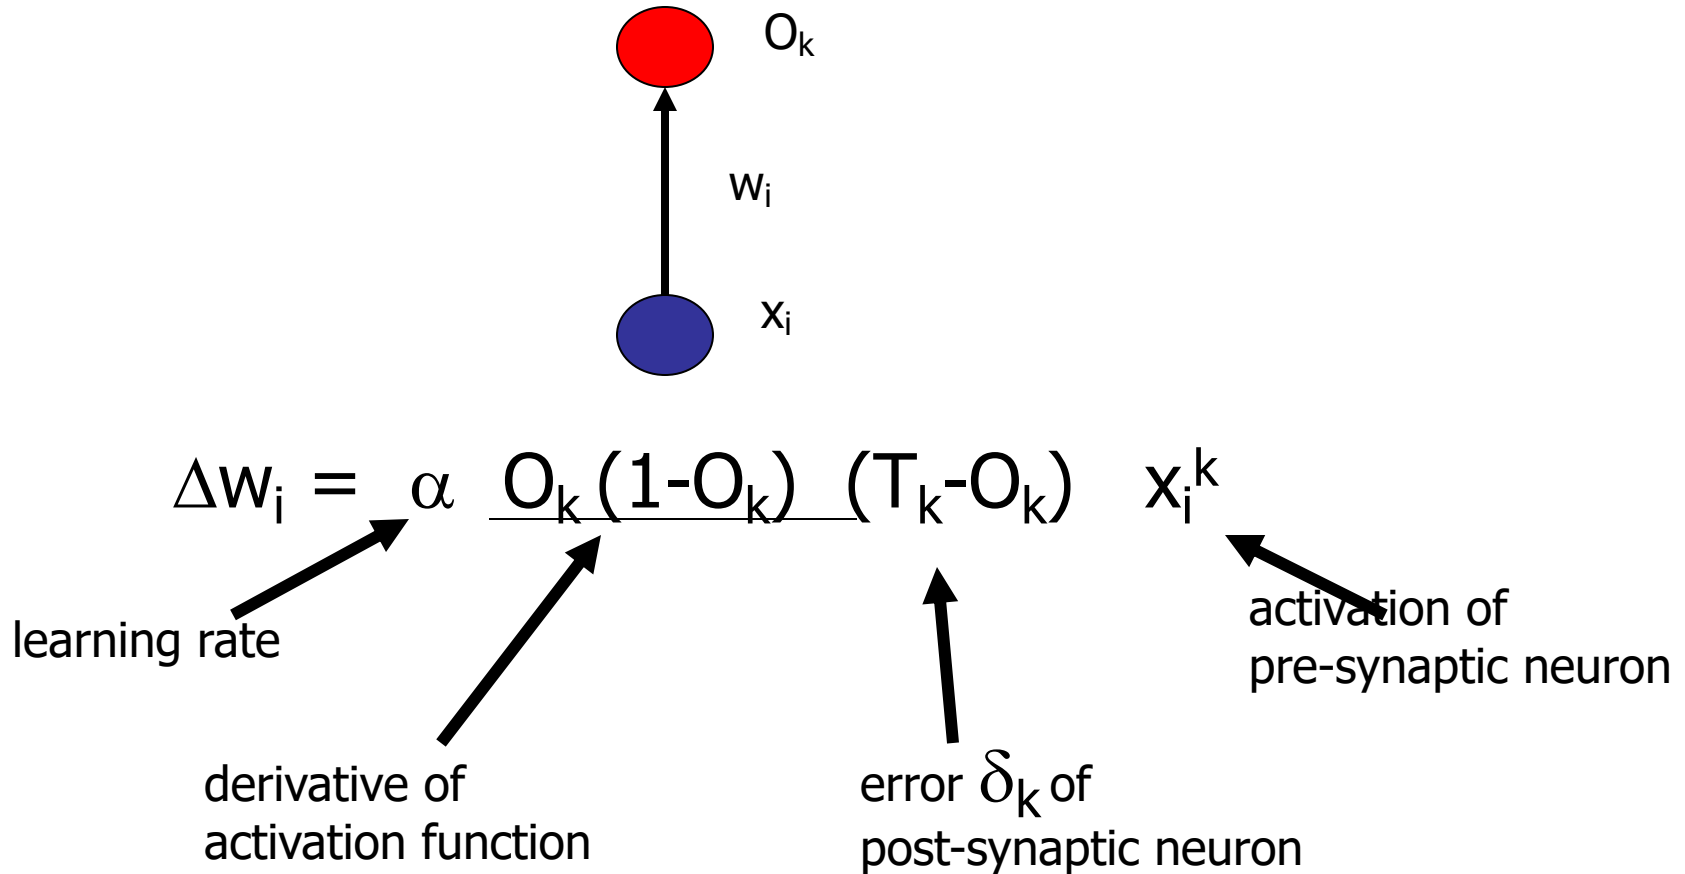 Oₖ
wᵢ
xᵢ
Δwᵢ = α Oₖ(1-Oₖ) (Tₖ-Oₖ) xᵢᵏ
learning rate
activation of
pre-synaptic neuron
derivative of
activation function
error δₖ of
post-synaptic neuron